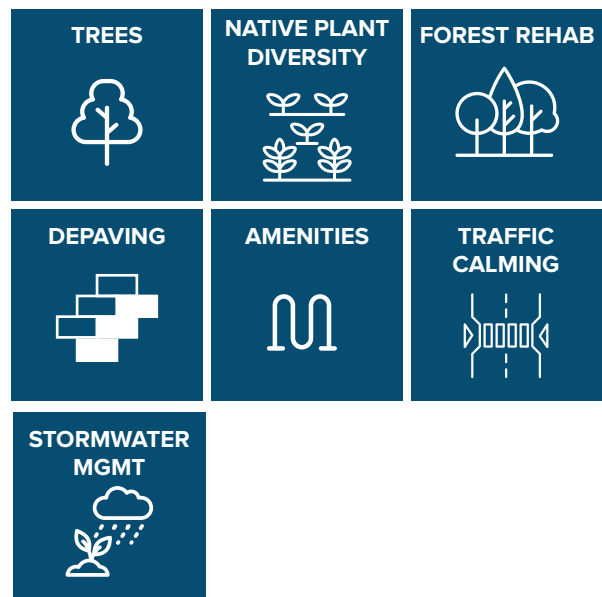 TREES
NATIVE PLANT
DIVERSITY
FOREST REHAB
DEPAVING
AMENITIES
TRAFFIC
CALMING
STORMWATER
MGMT